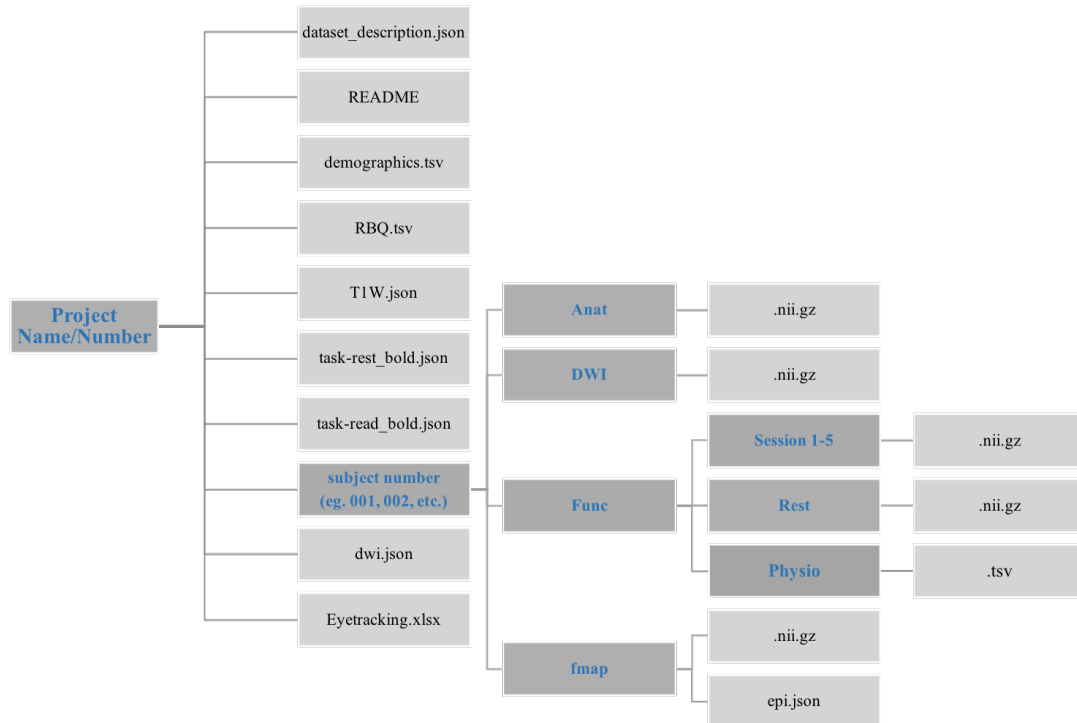 dataset_description.json
README
demographics.tsv
RBQ.tsv
T1W.json
Project
Name/Number
task-rest_bold.json
task-read_bold.json
subject number
(eg. 001, 002, etc.)
dwi.json
Eyetracking.xlsx
Anat
.nii.gz
DWI
.nii.gz
Func
Session 1-5
.nii.gz
Rest
.nii.gz
Physio
.tsv
fmap
.nii.gz
epi.json